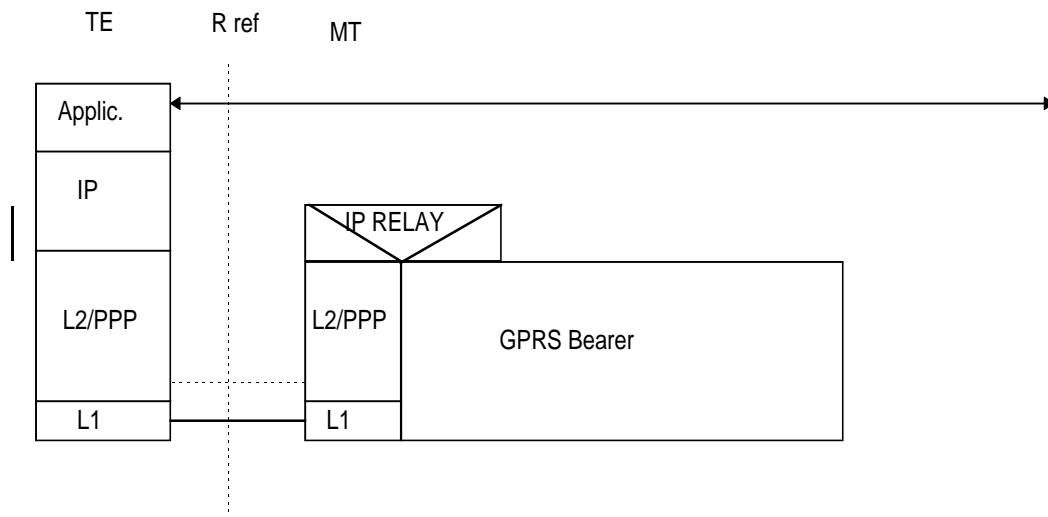 TE
R ref
MT
Applic.
IP
IP RELAY
L2/PPP
L2/PPP
GPRS Bearer
L1
L1